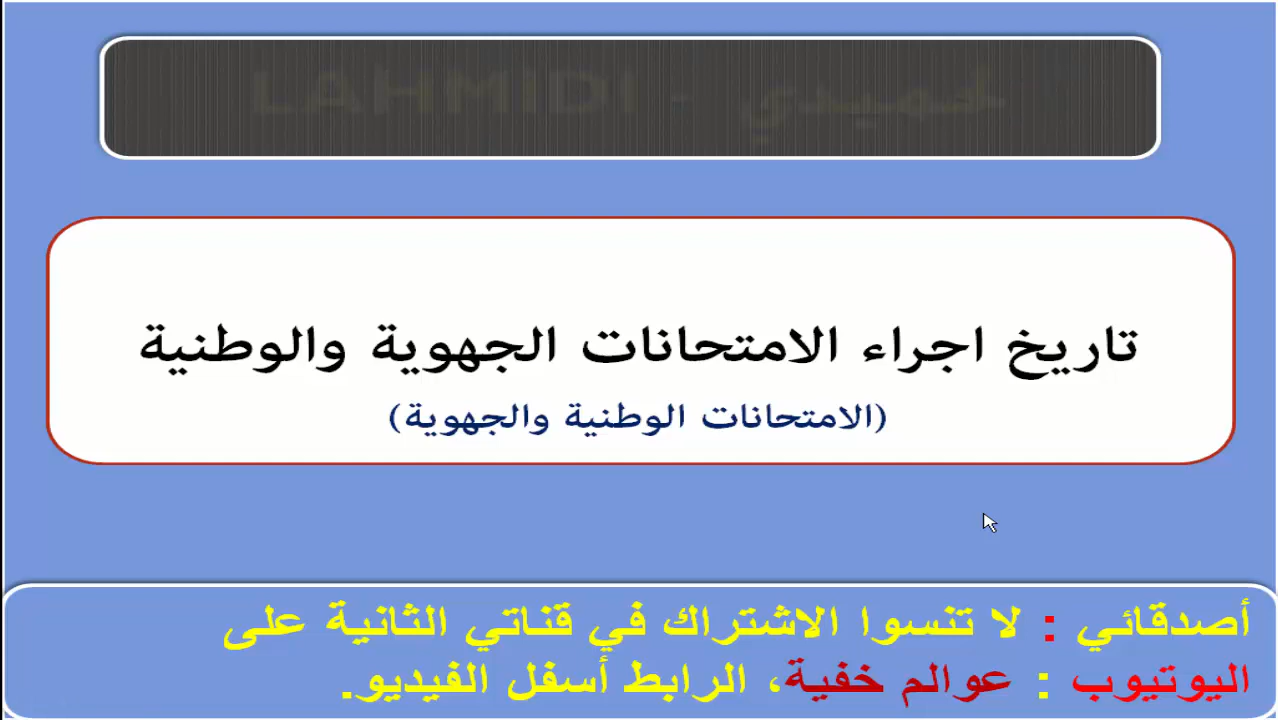 لحميدي - LAHMIDI
تاريخ اجراء الامتحانات الجهوية والوطنية
(الامتحانات الوطنية والجهوية)
أصدقائي : لا تنسوا الاشتراك في قناتي الثانية على
اليوتيوب : عوالم خفية، الرابط أسفل الفيديو.